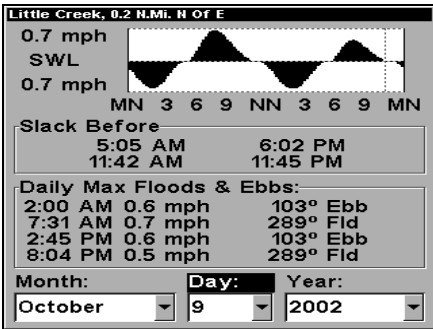 Little Creek, 0.2 N.Mi. N Of E
0.7 mph
SWL
0.7 mph
MN 3 6 9 NN 3 6 9 MN
Slack Before
5:05 AM 6:02 PM
11:42 AM 11:45 PM
Daily Max Floods & Ebbs:
2:00 AM 0.6 mph 103º Ebb
7:31 AM 0.7 mph 289º Fld
2:45 PM 0.6 mph 103º Ebb
8:04 PM 0.5 mph 289º Fld
Month: Day: Year:
October 9 2002